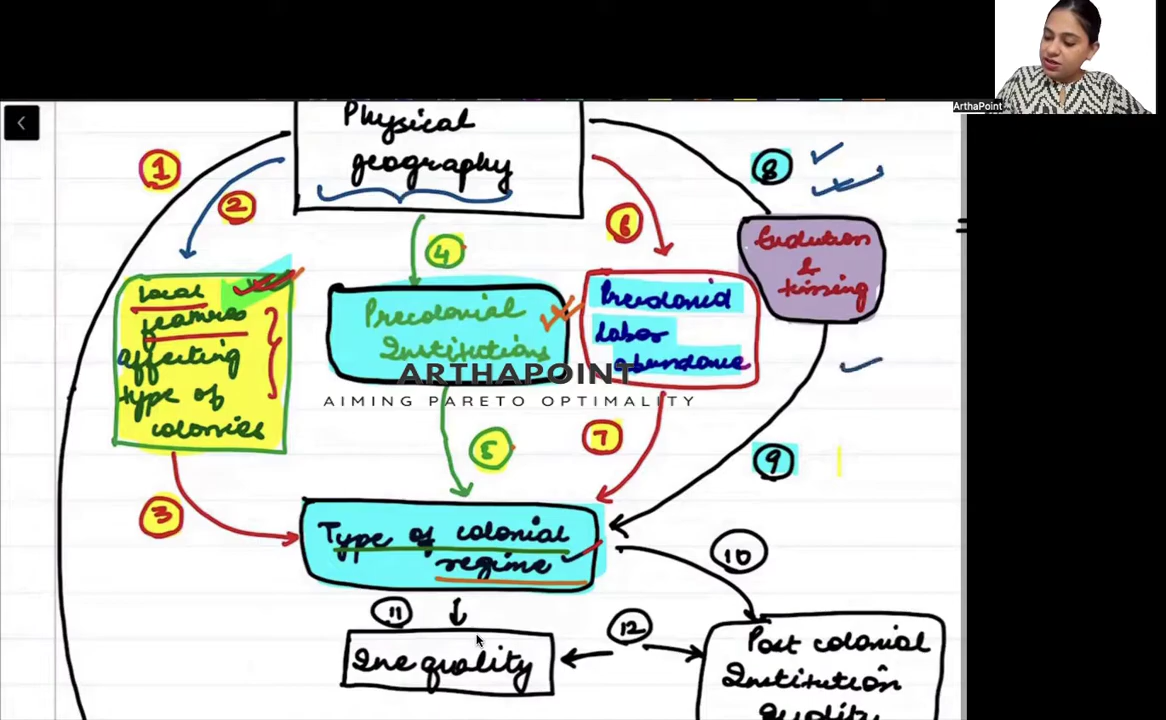 ArthaPoint
Physical
geography
1
2
4
6
8
Evolution
&
timing
local
features
affecting
type of
colonies
Precolonial
Institutions
Precolonial
labor
abundance
ARTHAPOINT
AIMING PARETO OPTIMALITY
3
5
7
9
Type of colonial
regime
10
11
12
Inequality
Post colonial
Institution
quality